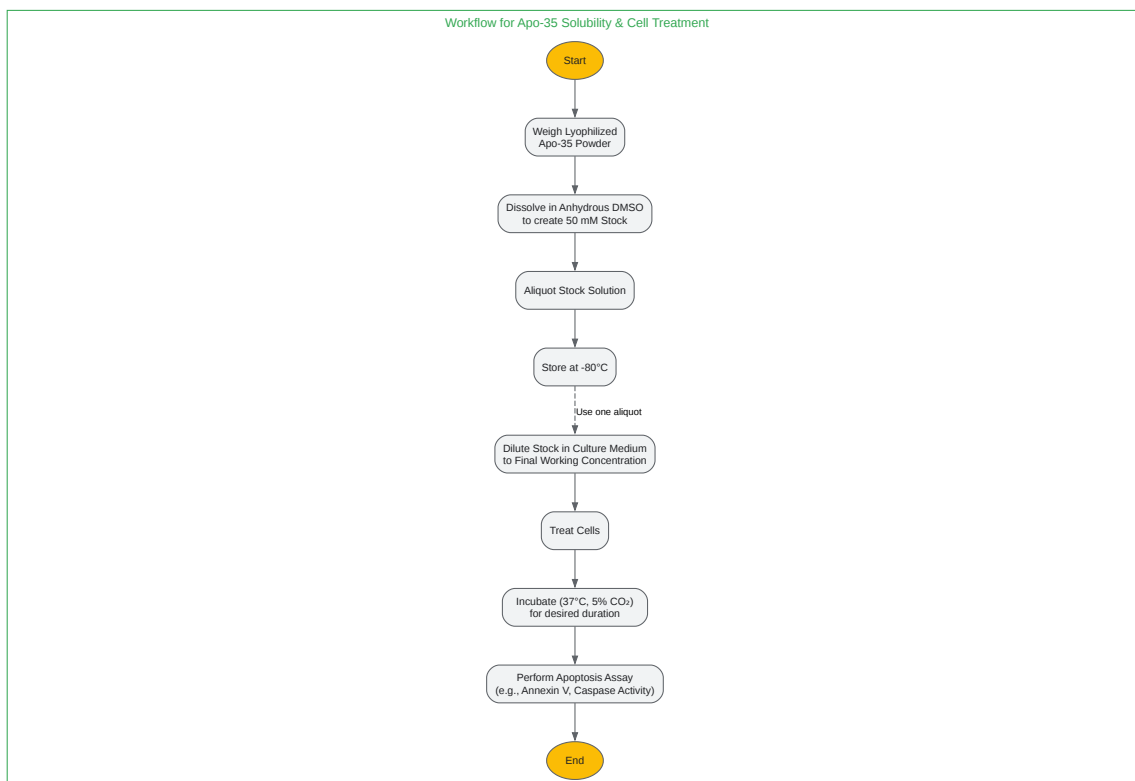 Workflow for Apo-35 Solubility & Cell Treatment
Start
Weigh Lyophilized
Apo-35 Powder
Dissolve in Anhydrous DMSO
to create 50 mM Stock
Aliquot Stock Solution
Store at -80°C
Use one aliquot
Dilute Stock in Culture Medium
to Final Working Concentration
Treat Cells
Incubate (37°C, 5% CO₂)
for desired duration
Perform Apoptosis Assay
(e.g., Annexin V, Caspase Activity)
End